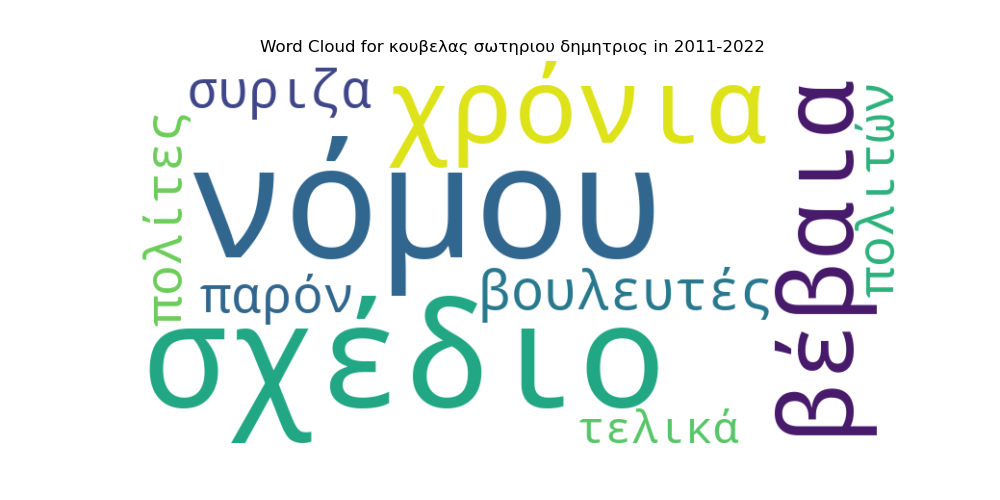 Word Cloud for κουβελας σωτηριου δημητριος in 2011-2022
συριζα
χρόνια
βέβαια
πολιτών
πολίτες
νόμου
παρόν
βουλευτές
σχέδιο
τελικά